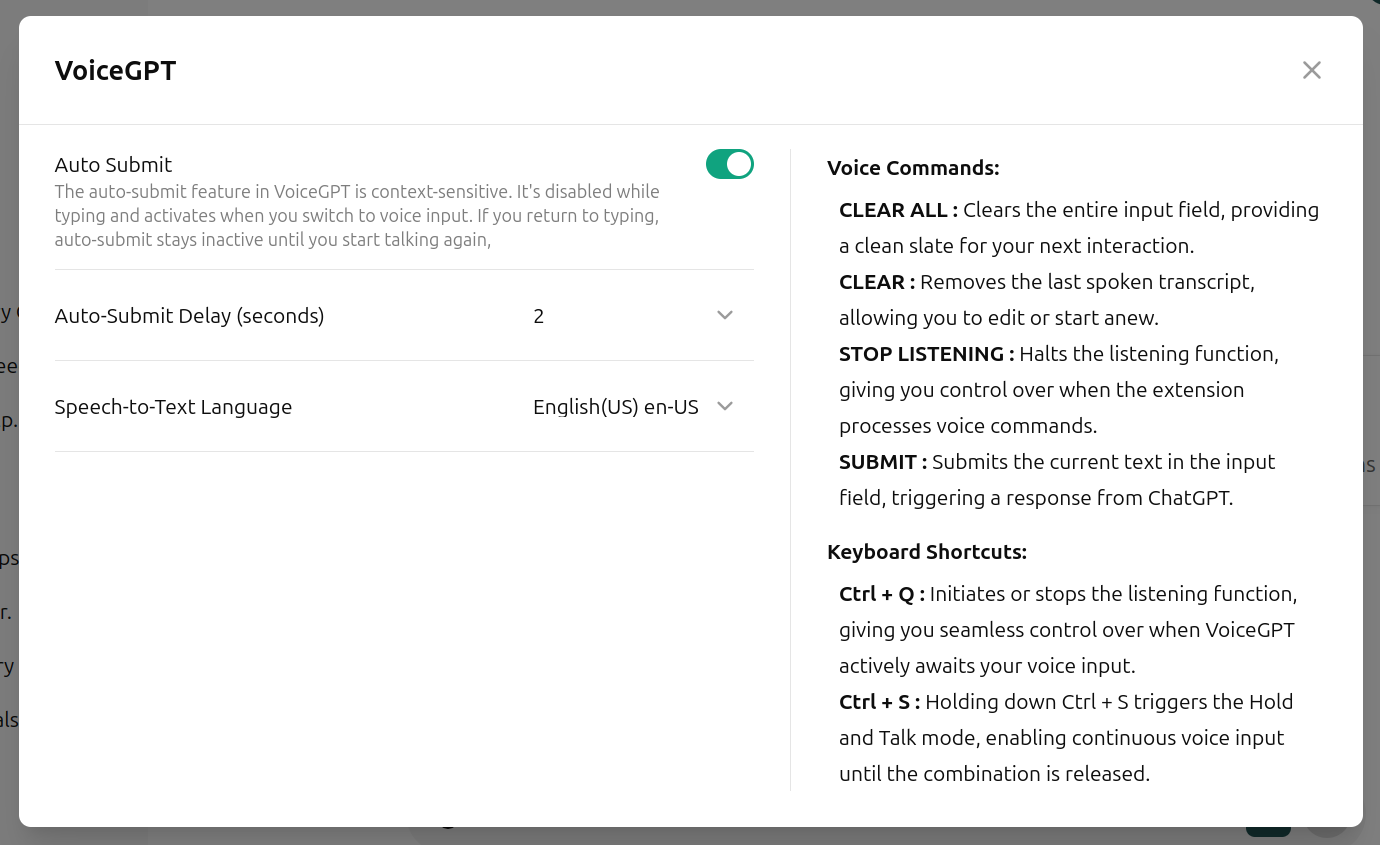 VoiceGPT
Auto Submit
The auto-submit feature in VoiceGPT is context-sensitive. It's disabled while
typing and activates when you switch to voice input. If you return to typing,
auto-submit stays inactive until you start talking again,
Auto-Submit Delay (seconds)
2
Speech-to-Text Language
English(US) en-US
Voice Commands:
CLEAR ALL : Clears the entire input field, providing
a clean slate for your next interaction.
CLEAR : Removes the last spoken transcript,
allowing you to edit or start anew.
STOP LISTENING : Halts the listening function,
giving you control over when the extension
processes voice commands.
SUBMIT : Submits the current text in the input
field, triggering a response from ChatGPT.
Keyboard Shortcuts:
Ctrl + Q : Initiates or stops the listening function,
giving you seamless control over when VoiceGPT
actively awaits your voice input.
Ctrl + S : Holding down Ctrl + S triggers the Hold
and Talk mode, enabling continuous voice input
until the combination is released.